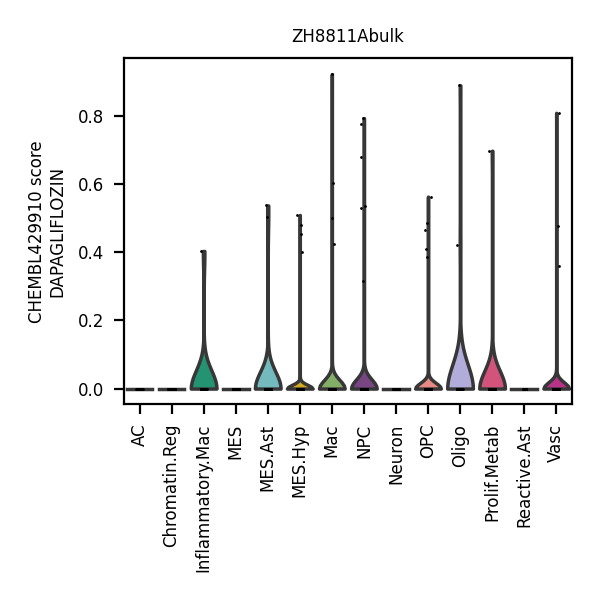 ZH8811Abulk
CHEMBL429910 score
DAPAGLIFLOZIN
0.8
0.6
0.4
0.2
0.0
AC
Chromatin.Reg
Inflammatory.Mac
MES
MES.Ast
MES.Hyp
Mac
NPC
Neuron
OPC
Oligo
Prolif.Metab
Reactive.Ast
Vasc